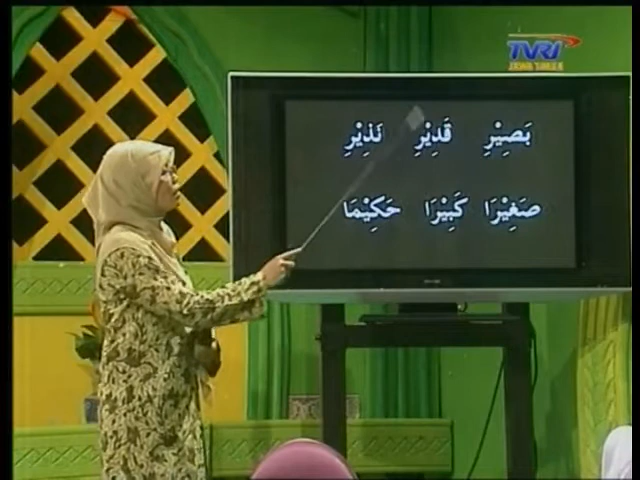 TVRI
JAWA TIMUR
بَصِيْرٌ قَدِيْرٌ نَذِيْرٌ
صَغِيْرًا كَبِيْرًا حَكِيْمًا